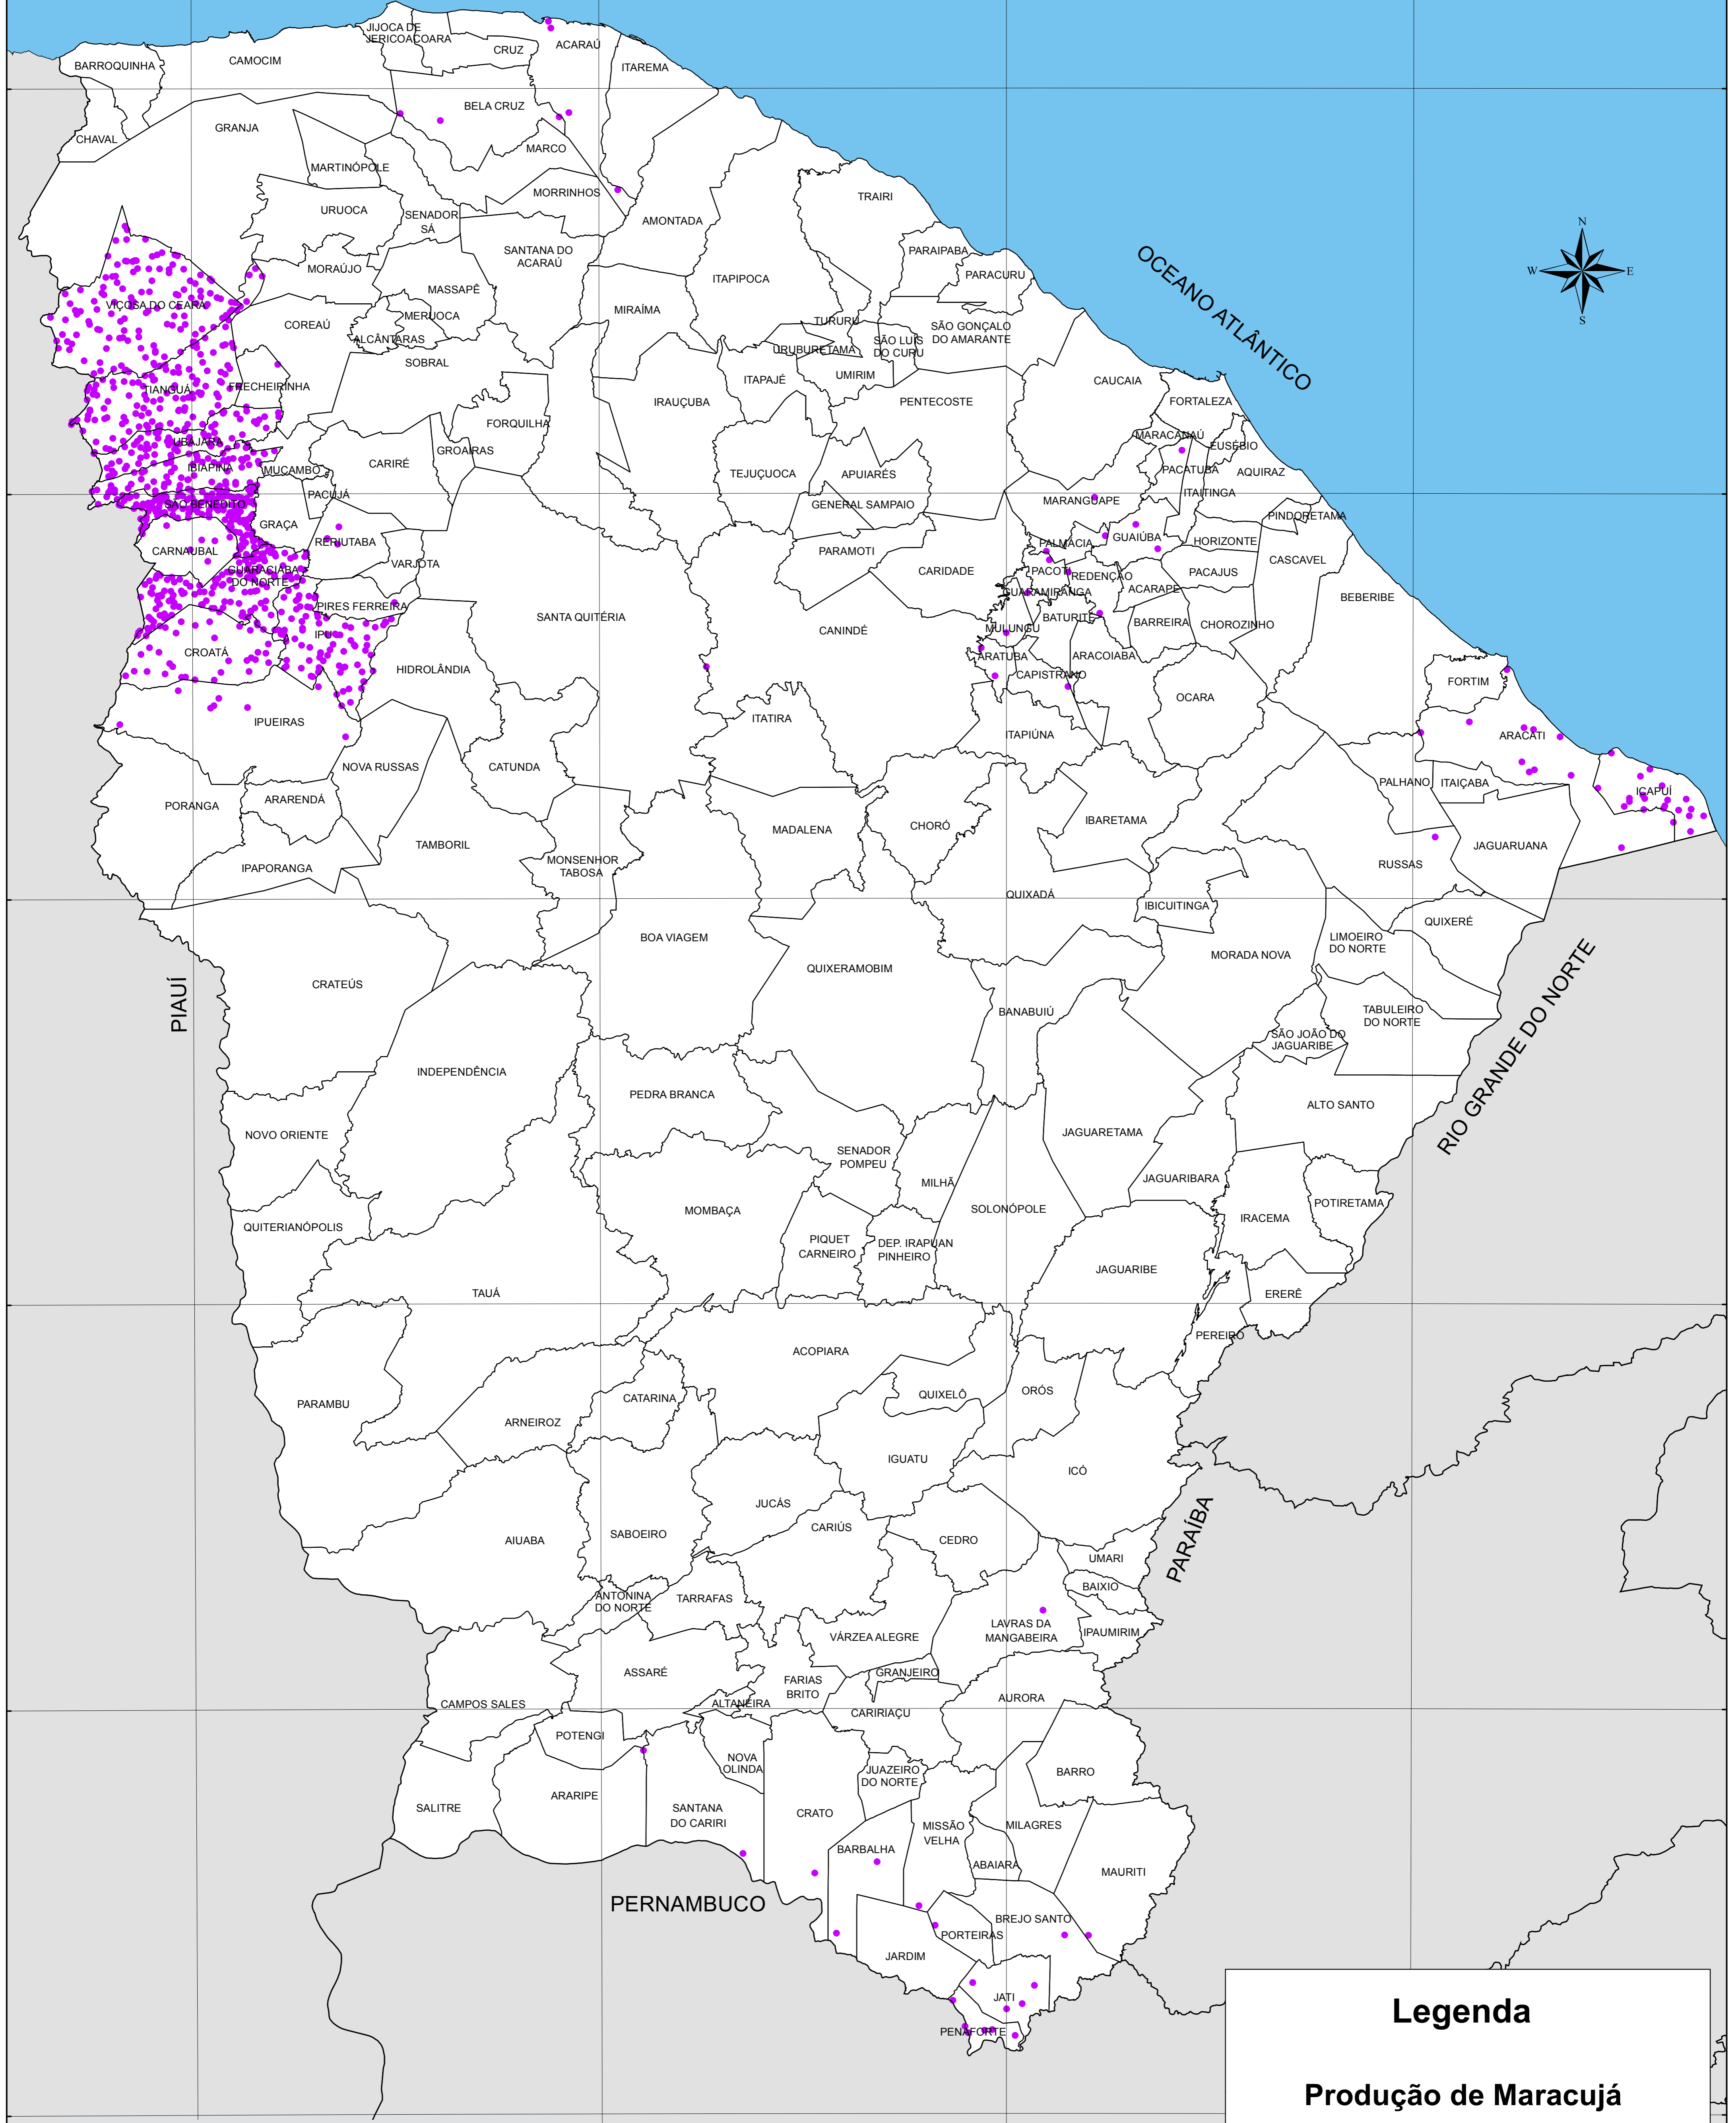 JIJOCA DE
JERICOACOARA
CRUZ
ACARAÚ
ITAREMA
BARROQUINHA
CAMOCIM
BELA CRUZ
CHAVAL
GRANJA
MARCO
MARTINÓPOLE
MORRINHOS
TRAIRI
URUOCA
SENADOR
SÁ
AMONTADA
SANTANA DO
ACARAÚ
PARAIPABA
PARACURU
OCEANO ATLÂNTICO
N
W
E
S
MORAÚJO
ITAPIPOCA
MASSAPÊ
VIÇOSA DO CEARÁ
MIRAÍMA
MERUOCA
COREAÚ
TURURU
SÃO GONÇALO
DO AMARANTE
ALCÂNTARAS
SÃO LUÍS
DO CURU
URUBURETAMA
SOBRAL
UMIRIM
ITAPAJÉ
CAUCAIA
FRECHEIRINHA
TIANGUÁ
IRAUÇUBA
PENTECOSTE
FORTALEZA
FORQUILHA
MARACANAÚ
EUSÉBIO
UBAJARA
GROAÍRAS
CARIRÉ
IBIAPINA
MUCAMBO
TEJUÇUOCA
APUIARÉS
PACATUBA
AQUIRAZ
PACUJÁ
ITAITINGA
SÃO BENEDITO
GENERAL SAMPAIO
MARANGUAPE
PINDORETAMA
GRAÇA
RERIUTABA
CARNAUBAL
PARAMOTI
PALMÁCIA
GUAIÚBA
HORIZONTE
CASCAVEL
VARJOTA
GUARACIABA
DO NORTE
CARIDADE
PACOTI
REDENÇÃO
PACAJUS
ACARAPE
GUARAMIRANGA
BEBERIBE
PIRES FERREIRA
SANTA QUITÉRIA
BATURITÉ
BARREIRA
CHOROZINHO
CANINDÉ
MULUNGU
IPU
CROATÁ
ARATUBA
ARACOIABA
HIDROLÂNDIA
CAPISTRANO
OCARA
FORTIM
IPUEIRAS
ITATIRA
ITAPIÚNA
ARACATI
NOVA RUSSAS
CATUNDA
PALHANO
ITAIÇABA
ICAPUÍ
PORANGA
ARARENDÁ
MADALENA
CHORÓ
IBARETAMA
TAMBORIL
JAGUARUANA
MONSENHOR
TABOSA
IPAPORANGA
RUSSAS
QUIXADÁ
IBICUITINGA
QUIXERÉ
BOA VIAGEM
LIMOEIRO
DO NORTE
MORADA NOVA
QUIXERAMOBIM
CRATEÚS
PIAUÍ
BANABUIÚ
TABULEIRO
DO NORTE
SÃO JOÃO DO
JAGUARIBE
RIO GRANDE DO NORTE
INDEPENDÊNCIA
PEDRA BRANCA
ALTO SANTO
NOVO ORIENTE
JAGUARETAMA
SENADOR
POMPEU
MILHÃ
JAGUARIBARA
POTIRETAMA
MOMBAÇA
SOLONÓPOLE
IRACEMA
QUITERIANÓPOLIS
PIQUET
CARNEIRO
DEP. IRAPUAN
PINHEIRO
JAGUARIBE
TAUÁ
ERERÊ
PEREIRO
ACOPIARA
ORÓS
QUIXELÔ
CATARINA
PARAMBU
ARNEIROZ
IGUATU
ICÓ
JUCÁS
CARIÚS
SABOEIRO
AIUABA
CEDRO
PARAÍBA
UMARI
BAIXIO
ANTONINA
DO NORTE
TARRAFAS
LAVRAS DA
MANGABEIRA
IPAUMIRIM
VÁRZEA ALEGRE
ASSARÉ
GRANJEIRO
FARIAS
BRITO
AURORA
CAMPOS SALES
ALTANEIRA
CARIRIAÇU
POTENGI
NOVA
OLINDA
JUAZEIRO
DO NORTE
BARRO
ARARIPE
SALITRE
SANTANA
DO CARIRI
CRATO
MISSÃO
VELHA
MILAGRES
BARBALHA
ABAIARA
MAURITI
PERNAMBUCO
BREJO SANTO
PORTEIRAS
JARDIM
JATI
PENAFORTE
Legenda
Produção de Maracujá